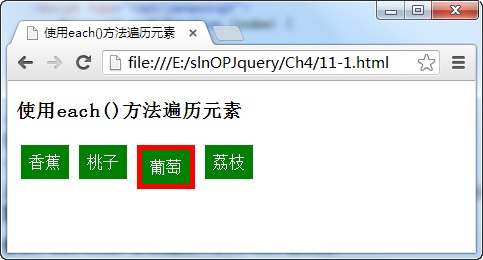 使用each()方法遍历元素
file:///E:/slnOPJquery/Ch4/11-1.html
使用each()方法遍历元素
香蕉 桃子 葡萄 荔枝